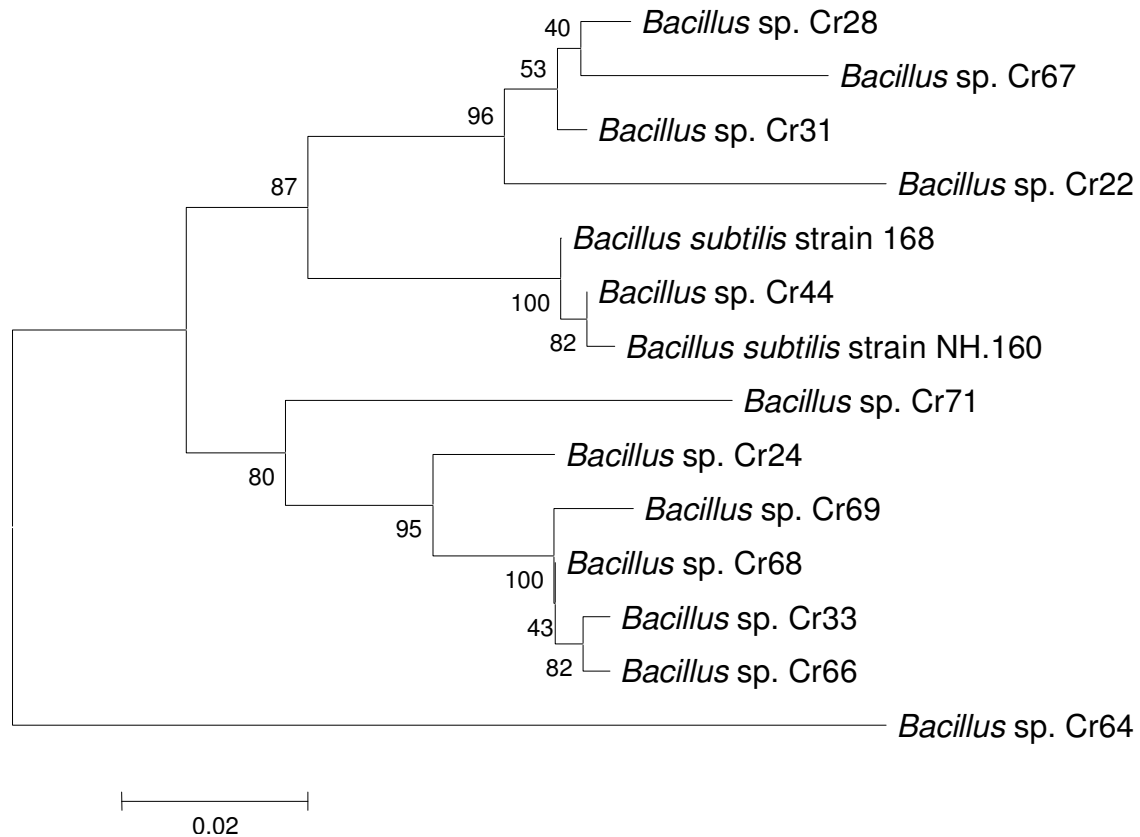 40
Bacillus sp. Cr28
53
Bacillus sp. Cr67
96
Bacillus sp. Cr31
87
Bacillus sp. Cr22
Bacillus subtilis strain 168
100
Bacillus sp. Cr44
82
Bacillus subtilis strain NH.160
Bacillus sp. Cr71
80
Bacillus sp. Cr24
95
Bacillus sp. Cr69
100
Bacillus sp. Cr68
43
Bacillus sp. Cr33
82
Bacillus sp. Cr66
Bacillus sp. Cr64
0.02